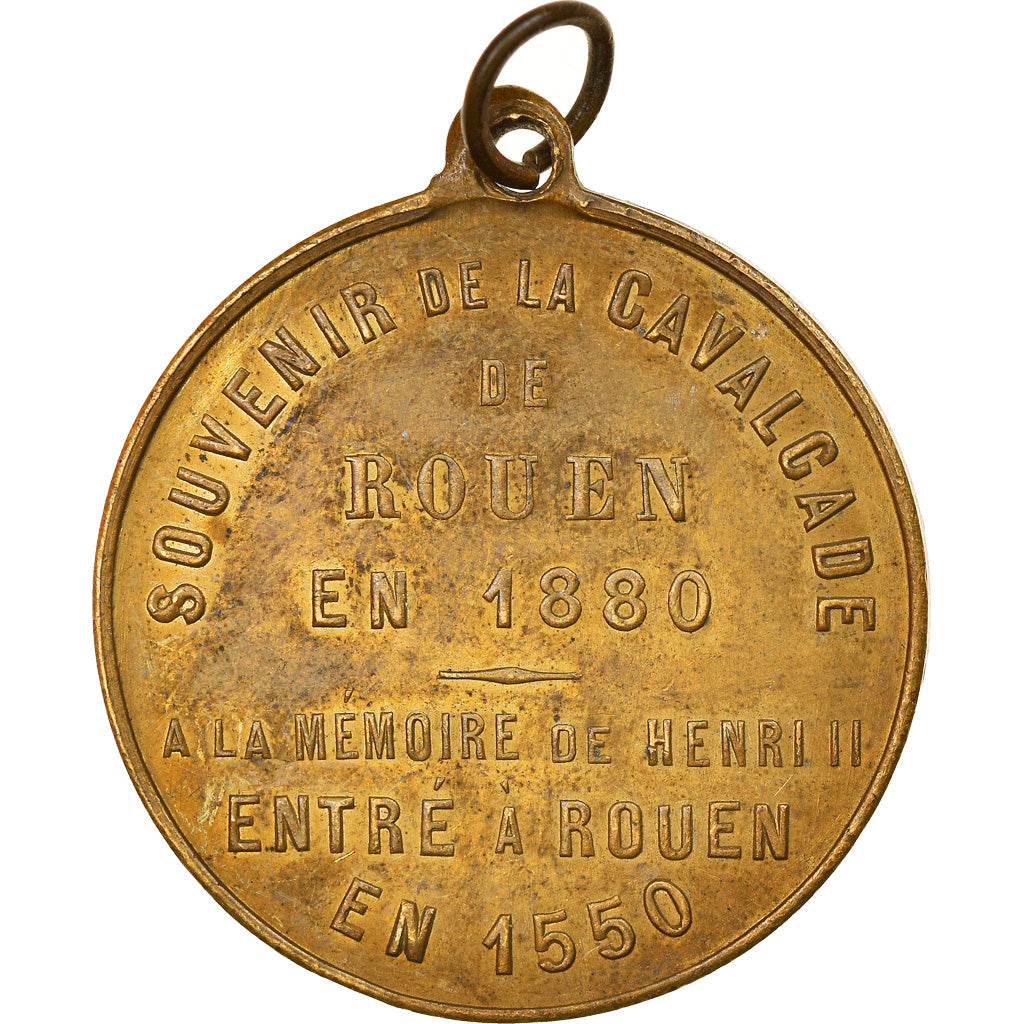 SOUVENIR DE LA CAVALCADE
DE
ROUEN
EN 1880
A LA MÉMOIRE DE HENRI II
ENTRÉ À ROUEN
EN 1550